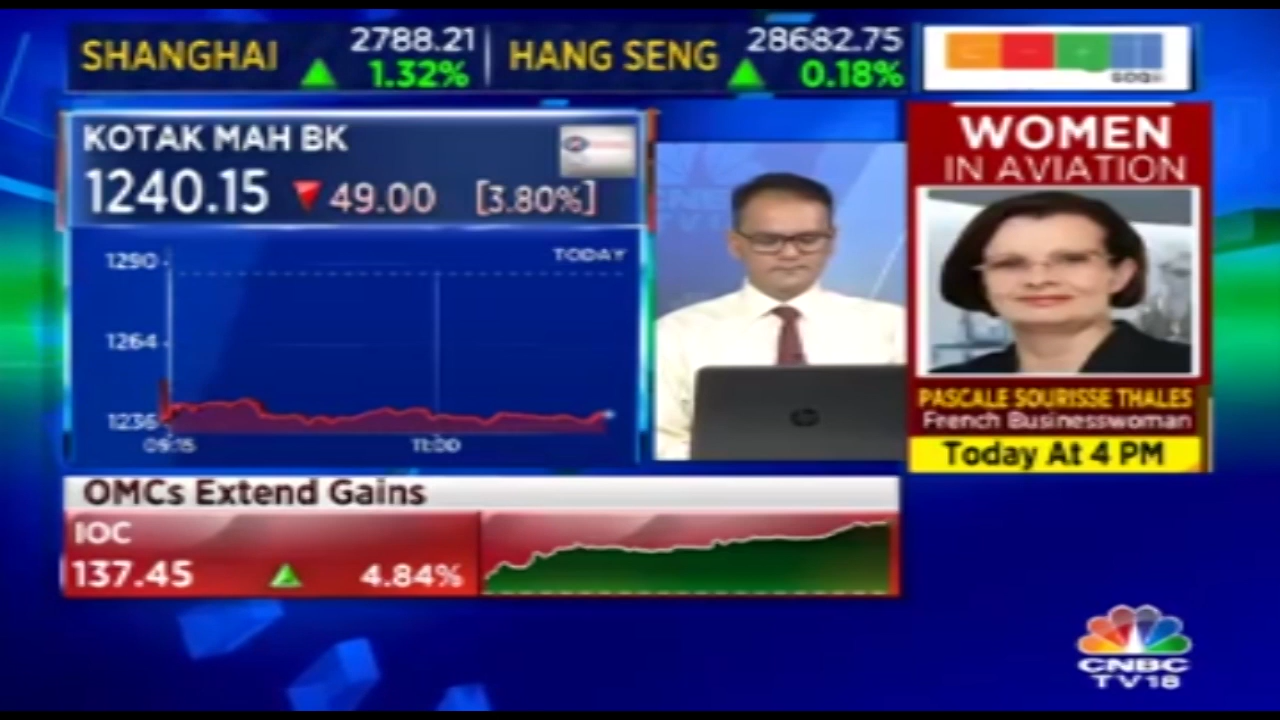 SHANGHAI
2788.21
1.32%
HANG SENG
28682.75
0.18%
GOQii
KOTAK MAH BK
1240.15 49.00 [3.80%]
TODAY
1290
1264
1236
09:15 11:00
WOMEN
IN AVIATION
PASCALE SOURISSE THALES
French Businesswoman
Today At 4 PM
OMCs Extend Gains
IOC
137.45 4.84%
hp
CNBC
TV18